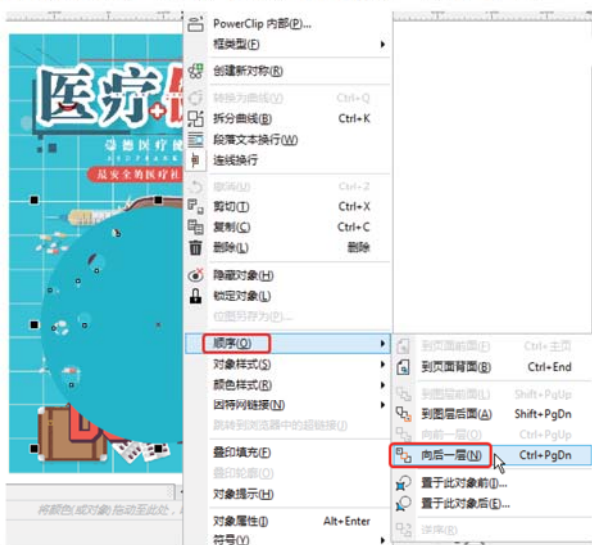 医疗+
德医疗健
最安全的医疗社
PowerClip 内部(P)...
框类型(F)
创建新对称(R)
转换为曲线(V) Ctrl+Q
拆分曲线(B) Ctrl+K
段落文本换行(W)
连线换行
Ctrl+Z
剪切(T) Ctrl+X
复制(C) Ctrl+C
删除(L) 删除
隐藏对象(H)
锁定对象(L)
位图另存为(P)...
顺序(O)
到页面前面(F) Ctrl+主页
对象样式(S)
到页面背面(B) Ctrl+End
颜色样式(R)
到图层前面(L) Shift+PgUp
因特网链接(N)
到图层后面(A) Shift+PgDn
跳转到浏览器中的超链接(J)
向前一层(O) Ctrl+PgUp
叠印填充(F)
向后一层(N) Ctrl+PgDn
叠印轮廓(O)
置于此对象前(I)...
对象提示(H)
置于此对象后(E)...
对象属性(I) Alt+Enter
逆序(R)
符号(Y)
将颜色(或对象)拖动至此处，